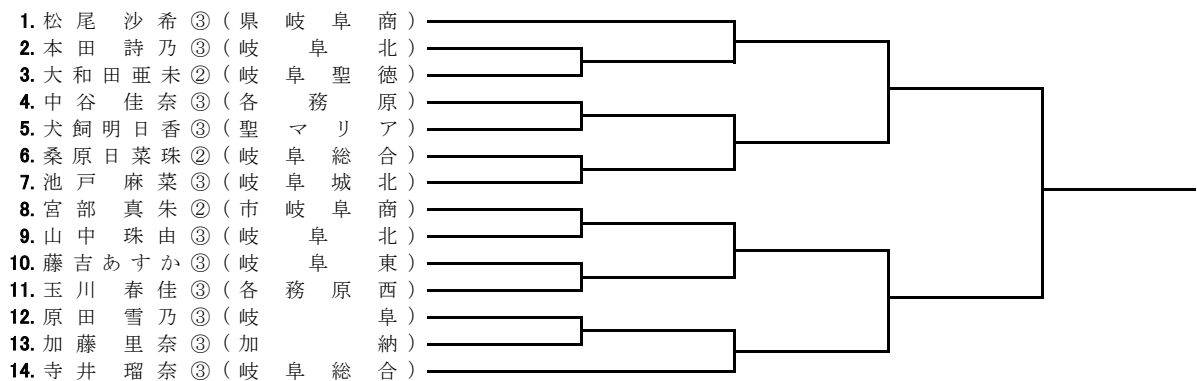 1. 松尾 沙希③(県岐阜商)
2. 本田 詩乃③(岐阜北)
3. 大和田亜未②(岐阜聖徳)
4. 中谷 佳奈③(各務原)
5. 犬飼明日香③(聖マリア)
6. 桑原日菜珠②(岐阜総合)
7. 池戸 麻菜③(岐阜城北)
8. 宮部 真朱②(市岐阜商)
9. 山中 珠由③(岐阜北)
10. 藤吉あすか③(岐阜東)
11. 玉川 春佳③(各務原西)
12. 原田 雪乃③(岐阜)
13. 加藤 里奈③(加納)
14. 寺井 瑠奈③(岐阜総合)